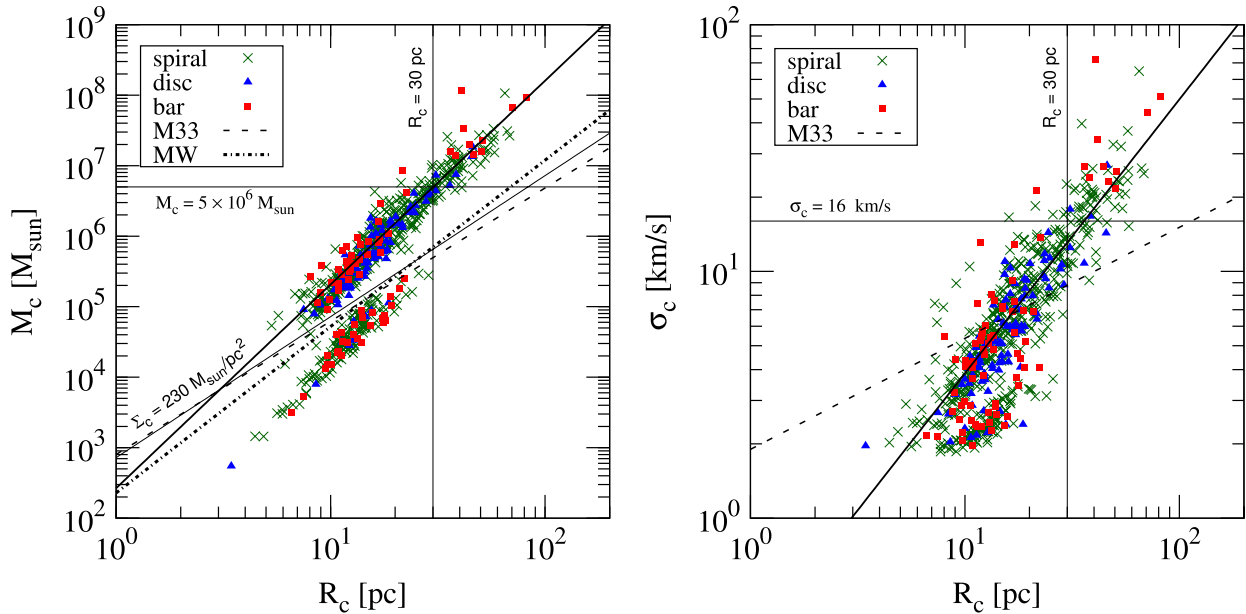 10^9
10^8
10^7
10^6
10^5
10^4
10^3
10^2
M_c [M_sun]
spiral
disc
bar
M33
MW
R_c = 30 pc
M_c = 5 × 10^6 M_sun
Σ_c = 230 M_sun/pc^2
10^0
10^1
10^2
R_c [pc]
10^2
10^1
10^0
σ_c [km/s]
spiral
disc
bar
M33
R_c = 30 pc
σ_c = 16 km/s
10^0
10^1
10^2
R_c [pc]